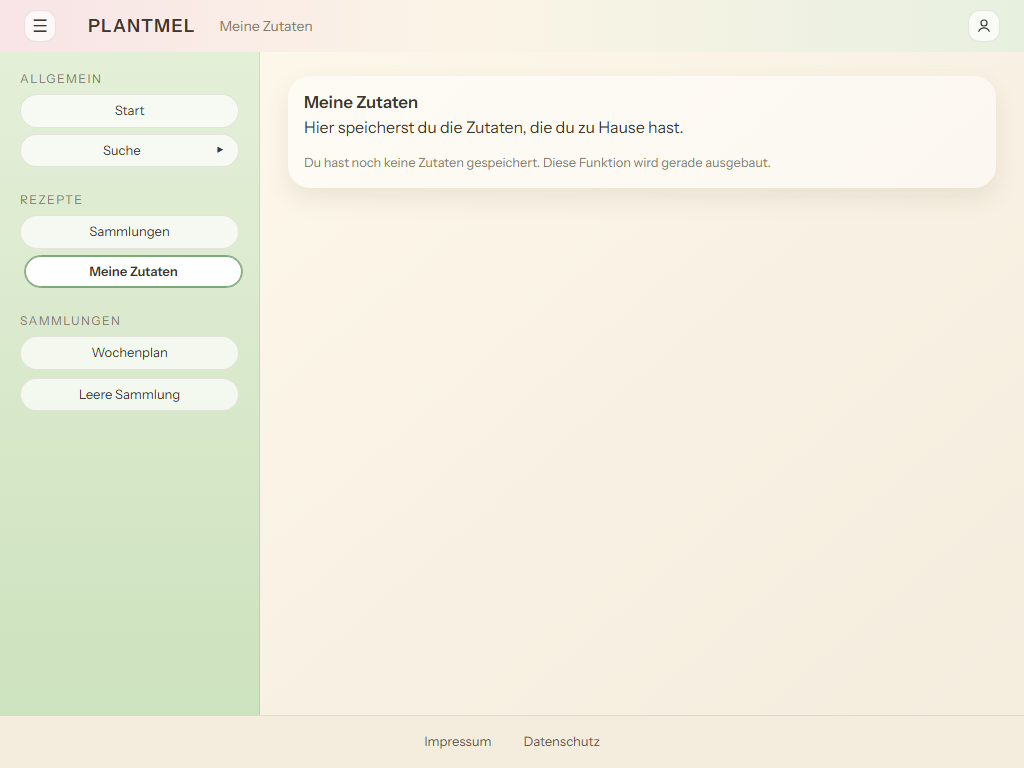 PLANTMEL
Meine Zutaten
ALLGEMEIN
Start
Suche
REZEPTE
Sammlungen
Meine Zutaten
SAMMLUNGEN
Wochenplan
Leere Sammlung
Meine Zutaten
Hier speicherst du die Zutaten, die du zu Hause hast.
Du hast noch keine Zutaten gespeichert. Diese Funktion wird gerade ausgebaut.
Impressum
Datenschutz